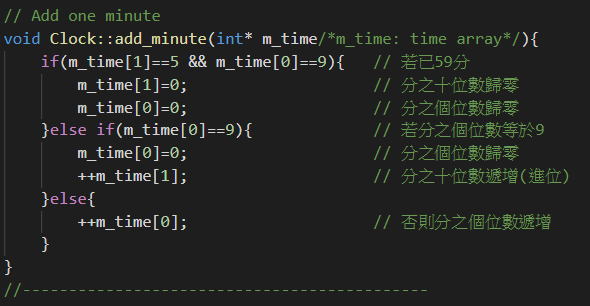 // Add one minute
void Clock::add_minute(int* m_time/*m_time: time array*/){
    if(m_time[1]==5 && m_time[0]==9){   // 若已59分
        m_time[1]=0;                    // 分之十位數歸零
        m_time[0]=0;                    // 分之個位數歸零
    }else if(m_time[0]==9){             // 若分之個位數等於9
        m_time[0]=0;                    // 分之個位數歸零
        ++m_time[1];                    // 分之十位數遞增(進位)
    }else{
        ++m_time[0];                    // 否則分之個位數遞增
    }
}
//---------------------------------------------